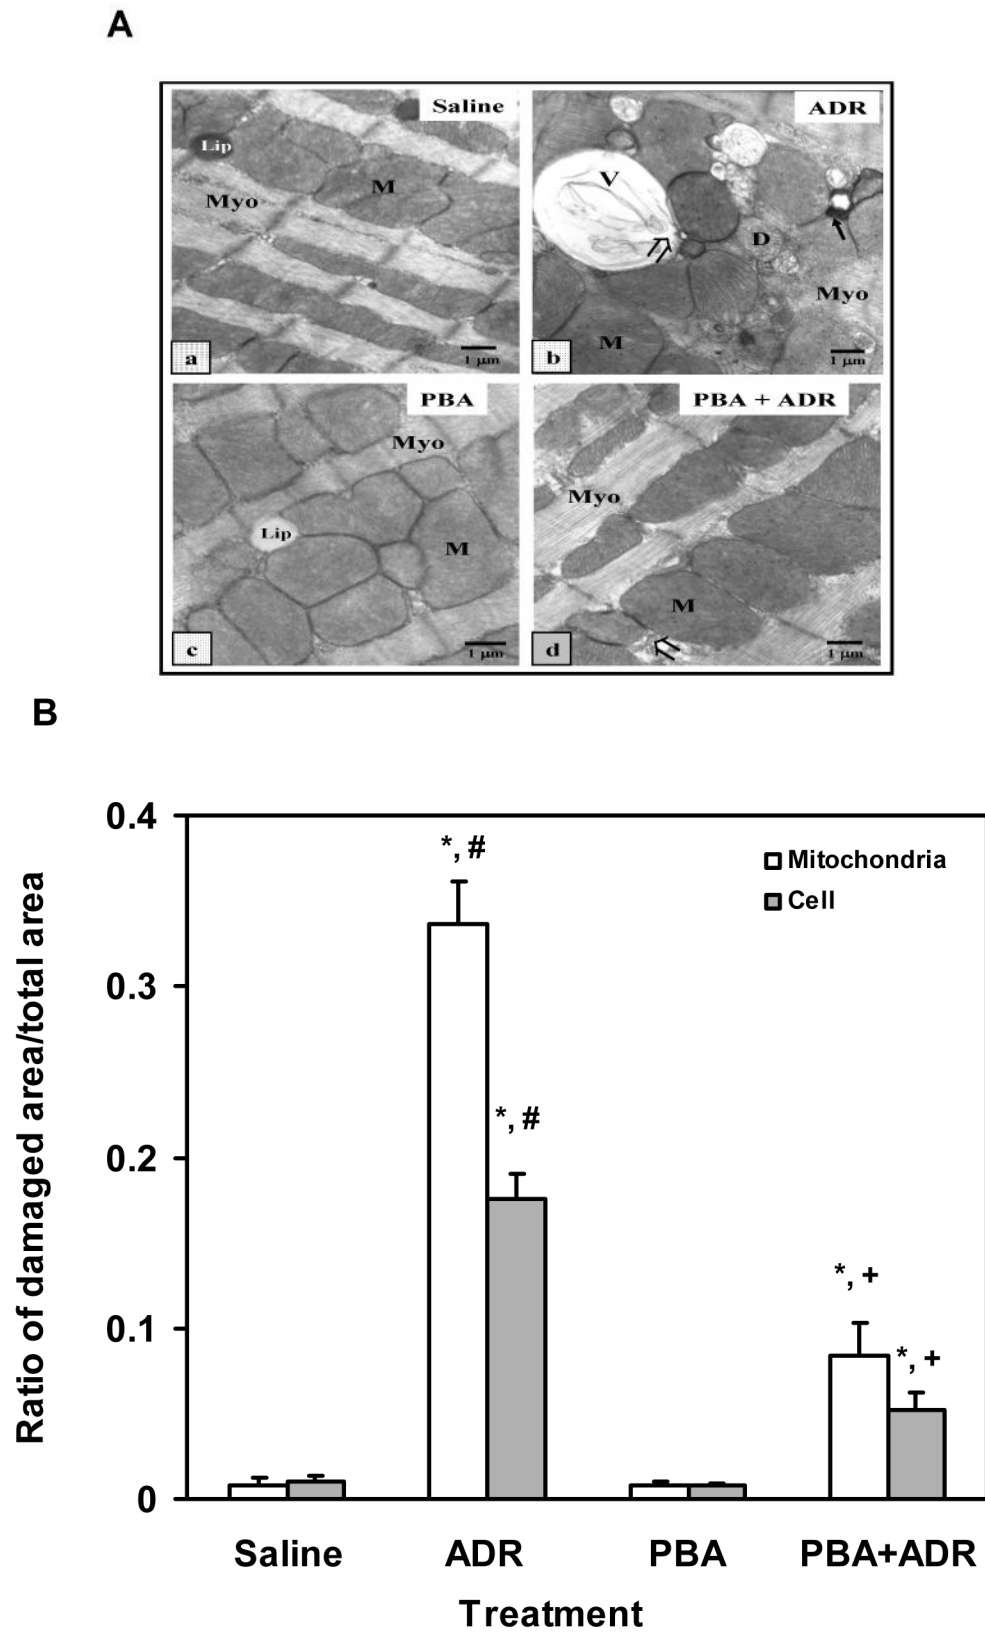 A
Saline
Lip
M
Myo
a
1 μm
ADR
V
D
Myo
M
b
1 μm
PBA
Myo
Lip
M
c
1 μm
PBA + ADR
Myo
M
d
1 μm
B
Ratio of damaged area/total area
0.4
0.3
0.2
0.1
0
*, #
*, #
*, +
*, +
Mitochondria
Cell
Saline ADR PBA PBA+ADR
Treatment